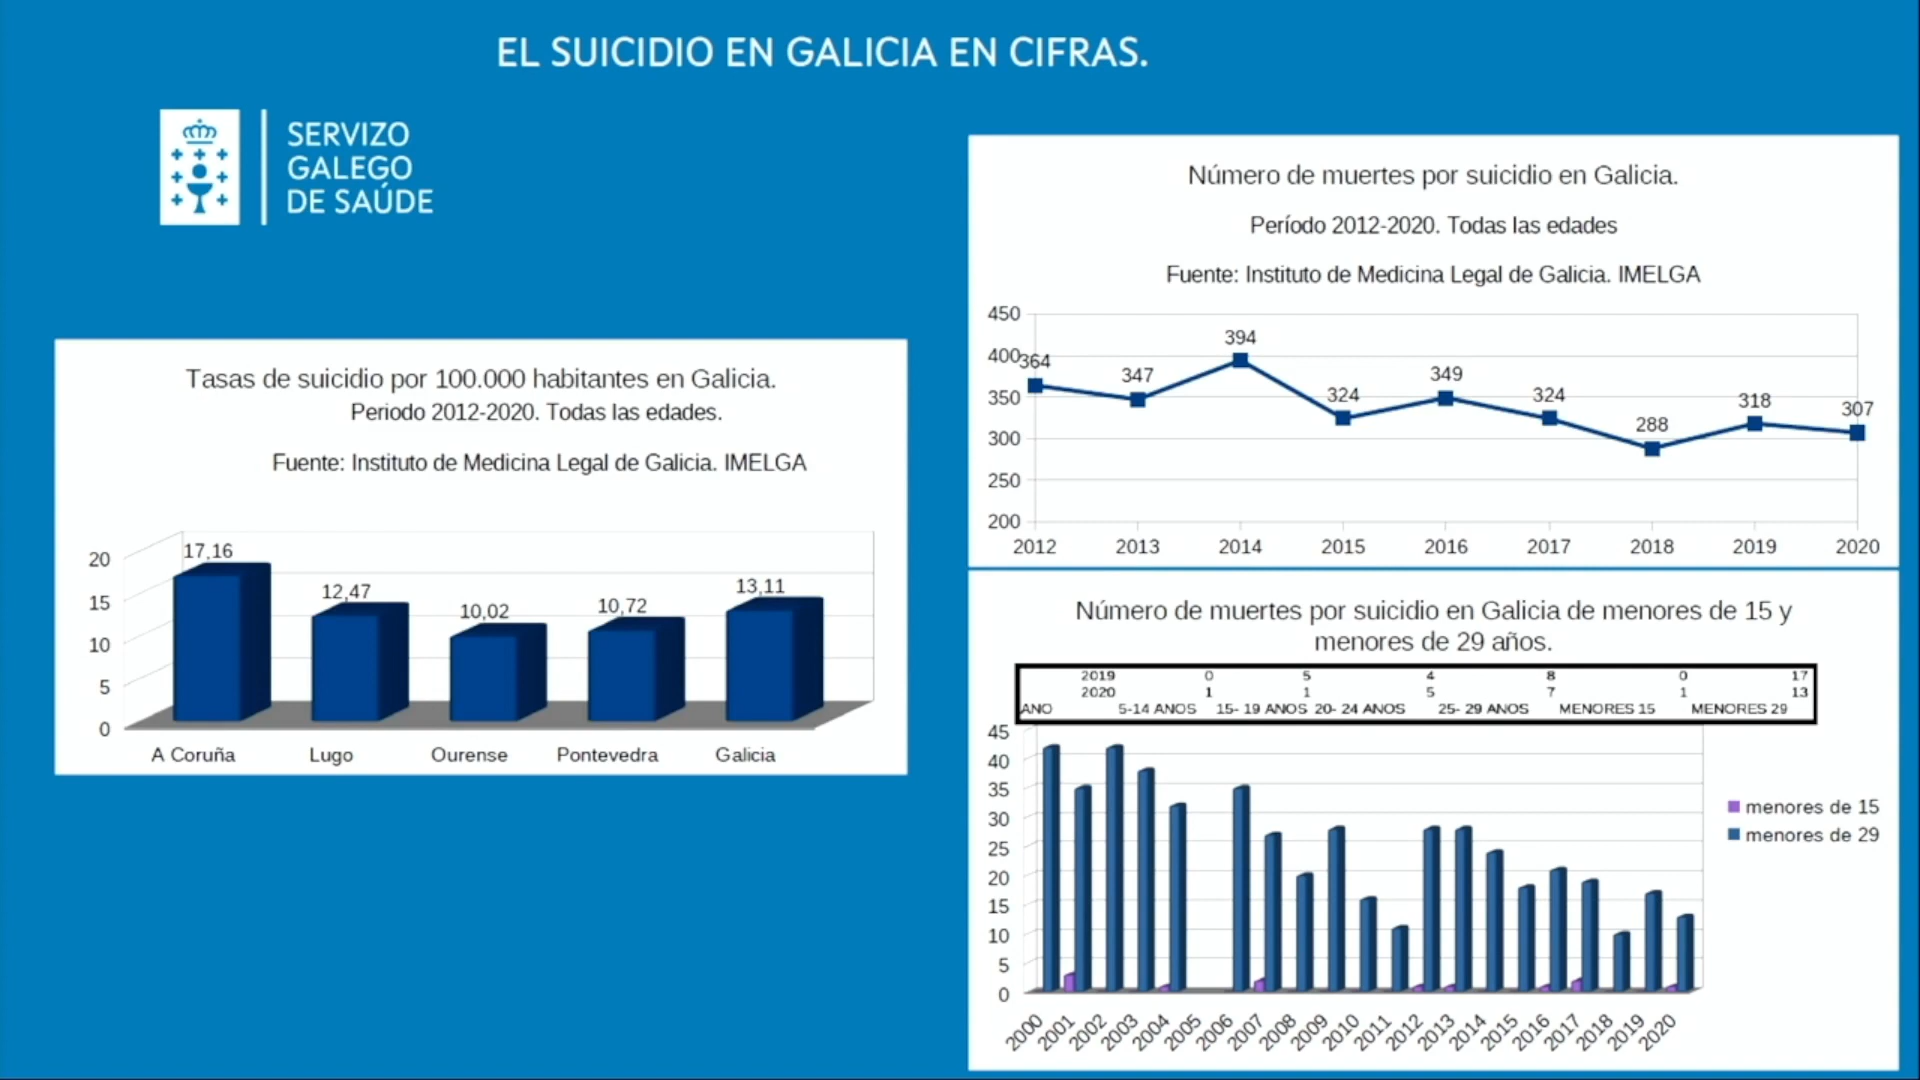 EL SUICIDIO EN GALICIA EN CIFRAS.
SERVIZO
GALEGO
DE SAÚDE
Tasas de suicidio por 100.000 habitantes en Galicia.
Periodo 2012-2020. Todas las edades.
Fuente: Instituto de Medicina Legal de Galicia. IMELGA
20
15
10
5
0
17,16
12,47
10,02
10,72
13,11
A Coruña Lugo Ourense Pontevedra Galicia
Número de muertes por suicidio en Galicia.
Período 2012-2020. Todas las edades
Fuente: Instituto de Medicina Legal de Galicia. IMELGA
450
400
350
300
250
200
364
347
394
324
349
324
288
318
307
2012 2013 2014 2015 2016 2017 2018 2019 2020
Número de muertes por suicidio en Galicia de menores de 15 y
menores de 29 años.
2019 0 5 4 8 0 17
2020 1 1 5 7 1 13
ANO 5-14 ANOS 15- 19 ANOS 20- 24 ANOS 25- 29 ANOS MENORES 15 MENORES 29
45
40
35
30
25
20
15
10
5
0
2000 2001 2002 2003 2004 2005 2006 2007 2008 2009 2010 2011 2012 2013 2014 2015 2016 2017 2018 2019 2020
menores de 15
menores de 29